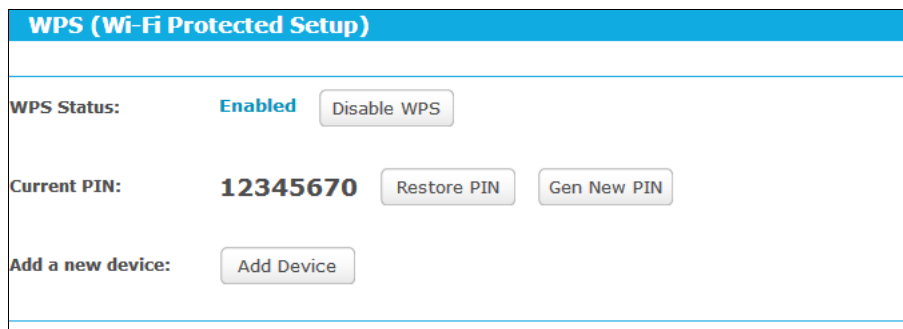 WPS (Wi-Fi Protected Setup)
WPS Status: Enabled Disable WPS
Current PIN: 12345670 Restore PIN Gen New PIN
Add a new device: Add Device